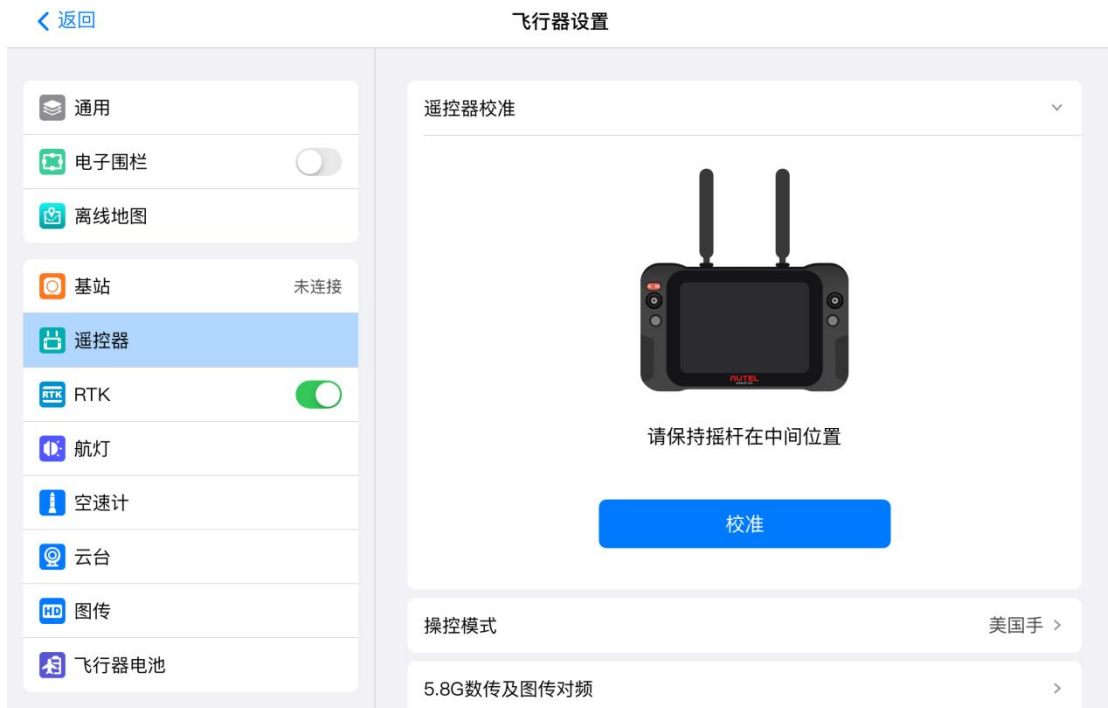 返回
飞行器设置
通用
电子围栏
离线地图
基站 未连接
遥控器
RTK RTK
航灯
空速计
云台
HD 图传
飞行器电池
遥控器校准
AUTEL
请保持摇杆在中间位置
校准
操控模式 美国手
5.8G数传及图传对频